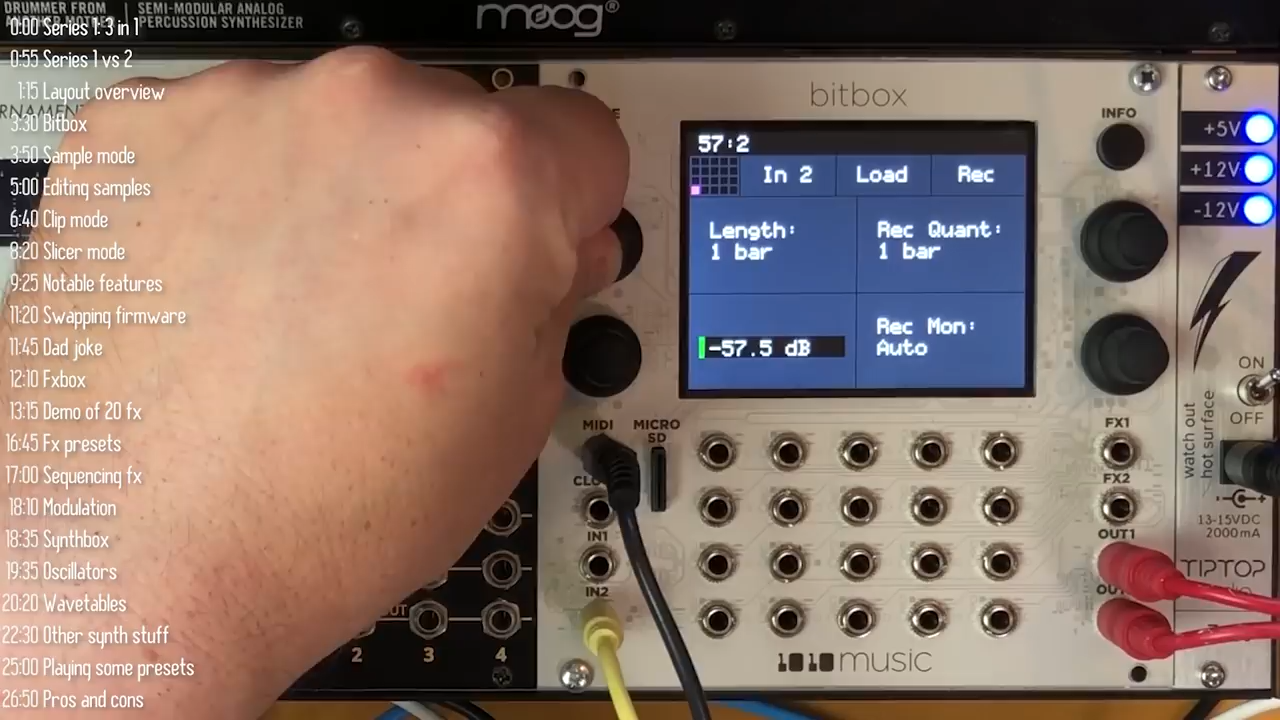 DRUMMER FROM
ANOTHER MOTHER
SEMI-MODULAR ANALOG
PERCUSSION SYNTHESIZER
moog®
0:00 Series 1: 3 in 1
0:55 Series 1 vs 2
1:15 Layout overview
3:30 Bitbox
3:50 Sample mode
5:00 Editing samples
6:40 Clip mode
8:20 Slicer mode
9:25 Notable features
11:20 Swapping firmware
11:45 Dad joke
12:10 Fxbox
13:15 Demo of 20 fx
16:45 Fx presets
17:00 Sequencing fx
18:10 Modulation
18:35 Synthbox
19:35 Oscillators
20:20 Wavetables
22:30 Other synth stuff
25:00 Playing some presets
26:50 Pros and cons
2 3 4
bitbox
INFO
57:2
In 2 Load Rec
Length:
1 bar
Rec Quant:
1 bar
-57.5 dB
Rec Mon:
Auto
MIDI
MICRO
SD
IN1
IN2
FX1
FX2
OUT1
1010music
+5V
+12V
-12V
ON
OFF
watch out
hot surface
13-15VDC
2000mA
TIPTOP